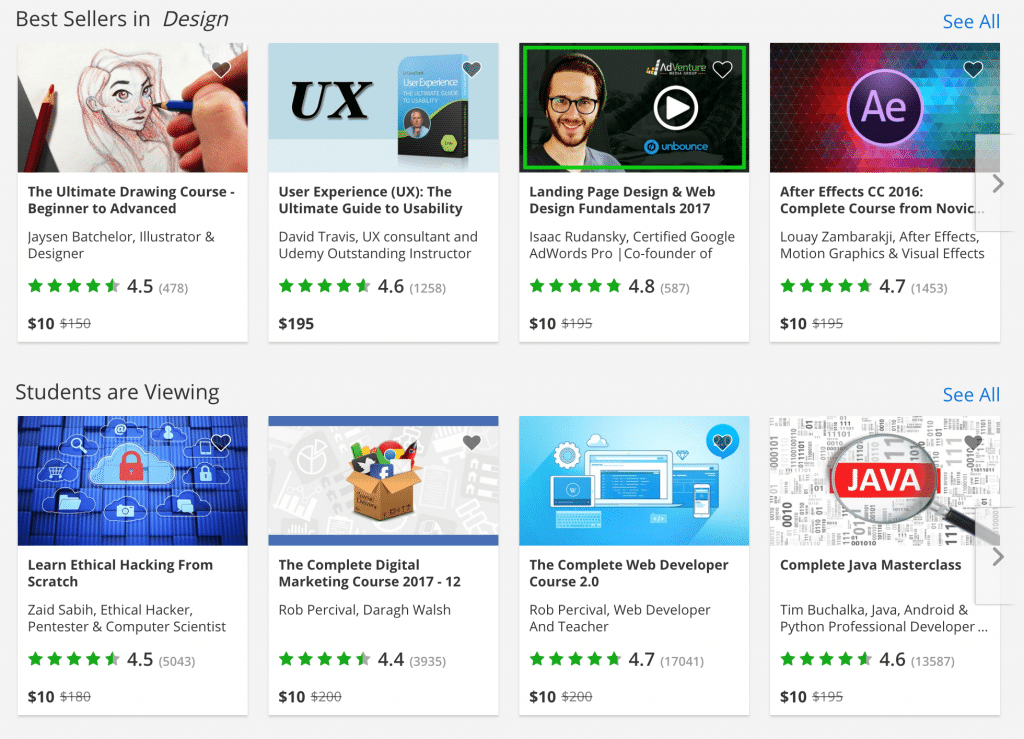 Best Sellers in Design
See All
UX
User Experience
THE ULTIMATE GUIDE
TO USABILITY
AdVenture
MEDIA GROUP
unbounce
Ae
The Ultimate Drawing Course -
Beginner to Advanced
Jaysen Batchelor, Illustrator &
Designer
4.5 (478)
$10 $150
User Experience (UX): The
Ultimate Guide to Usability
David Travis, UX consultant and
Udemy Outstanding Instructor
4.6 (1258)
$195
Landing Page Design & Web
Design Fundamentals 2017
Isaac Rudansky, Certified Google
AdWords Pro |Co-founder of
4.8 (587)
$10 $195
After Effects CC 2016:
Complete Course from Novic...
Louay Zambarakji, After Effects,
Motion Graphics & Visual Effects
4.7 (1453)
$10 $195
Students are Viewing
See All
JAVA
Learn Ethical Hacking From
Scratch
Zaid Sabih, Ethical Hacker,
Pentester & Computer Scientist
4.5 (5043)
$10 $180
The Complete Digital
Marketing Course 2017 - 12
Rob Percival, Daragh Walsh
4.4 (3935)
$10 $200
The Complete Web Developer
Course 2.0
Rob Percival, Web Developer
And Teacher
4.7 (17041)
$10 $200
Complete Java Masterclass
Tim Buchalka, Java, Android &
Python Professional Developer ...
4.6 (13587)
$10 $195